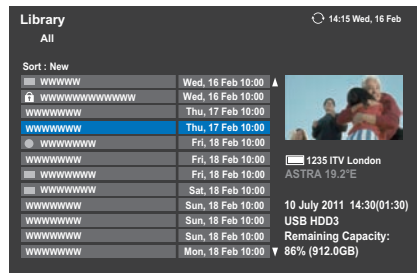 Library
14:15 Wed, 16 Feb
All
Sort : New
WWWWW Wed, 16 Feb 10:00
WWWWWWWWWWWW Wed, 16 Feb 10:00
WWWWWWWW Thu, 17 Feb 10:00
WWWWWWWW Thu, 17 Feb 10:00
WWWWWWWW Fri, 18 Feb 10:00
WWWWWWWW Fri, 18 Feb 10:00
WWWWWWWW Fri, 18 Feb 10:00
WWWWWWWW Sat, 18 Feb 10:00
WWWWWWWW Sun, 18 Feb 10:00
WWWWWWWW Sun, 18 Feb 10:00
WWWWWWWW Sun, 18 Feb 10:00
WWWWWWWW Mon, 18 Feb 10:00
1235 ITV London
ASTRA 19.2°E
10 July 2011 14:30(01:30)
USB HDD3
Remaining Capacity:
86% (912.0GB)